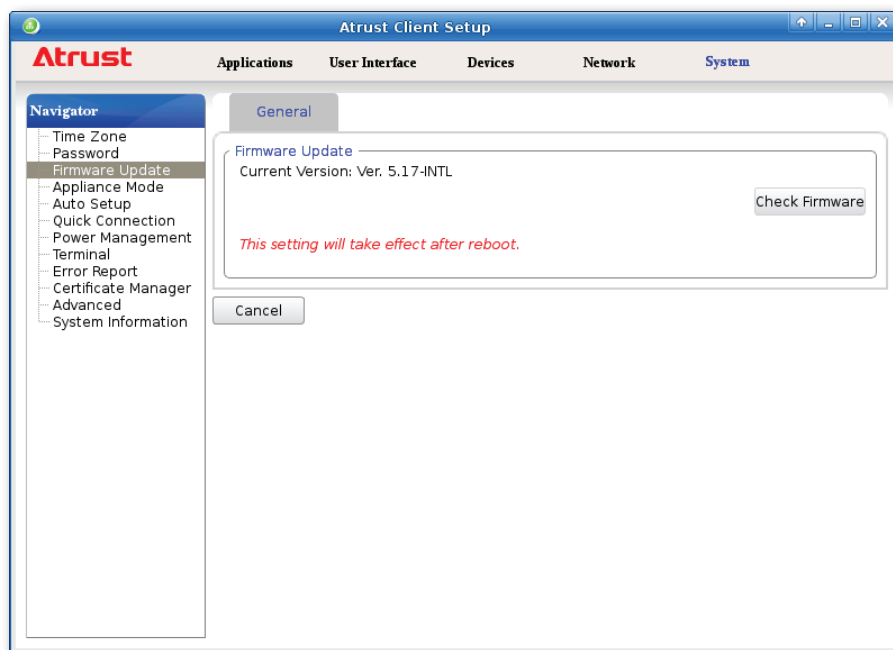 Atrust Client Setup
Atrust
Applications User Interface Devices Network System
Navigator
Time Zone
Password
Firmware Update
Appliance Mode
Auto Setup
Quick Connection
Power Management
Terminal
Error Report
Certificate Manager
Advanced
System Information
General
Firmware Update
Current Version: Ver. 5.17-INTL
Check Firmware
This setting will take effect after reboot.
Cancel